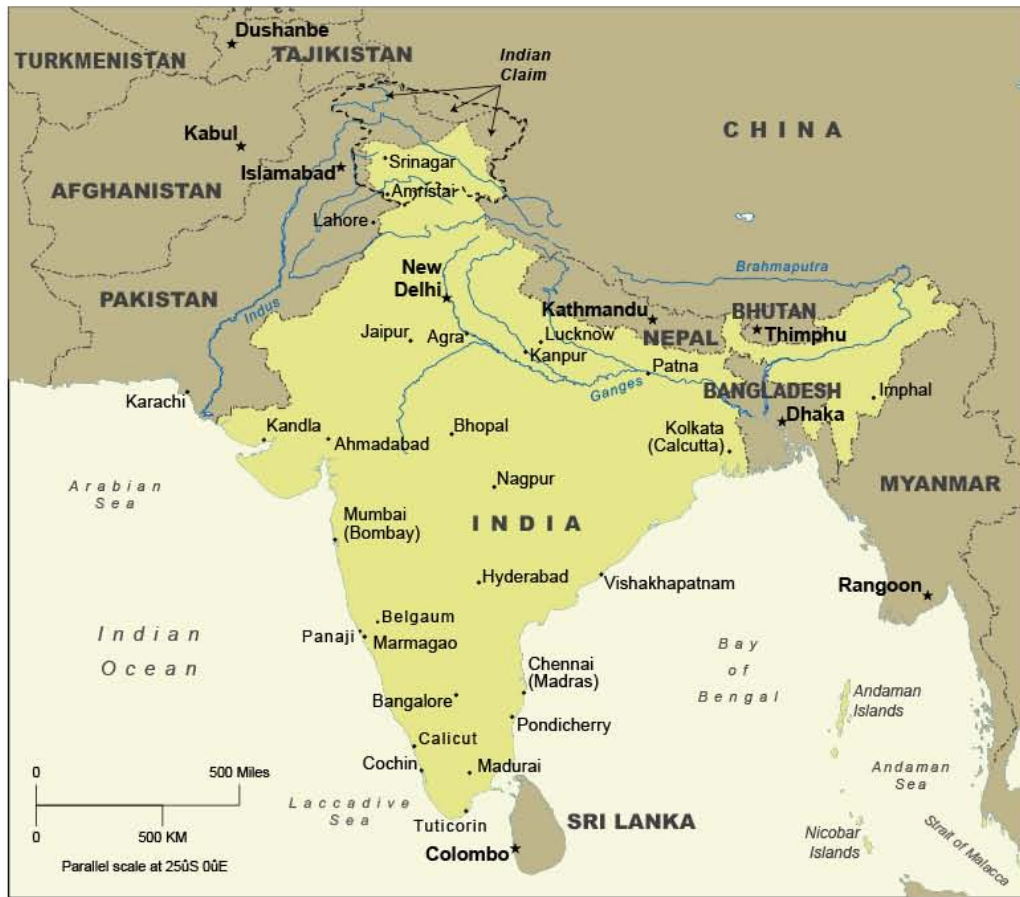 Dushanbe
TURKMENISTAN
TAJIKISTAN
Indian
Claim
CHINA
Kabul
Islamabad
Srinagar
AFGHANISTAN
Amristar
Lahore
New
Delhi
Brahmaputra
PAKISTAN
Indus
Kathmandu
BHUTAN
Jaipur
Agra
Lucknow
NEPAL
Thimphu
Kanpur
Patna
Ganges
BANGLADESH
Imphal
Karachi
Dhaka
Kandla
Ahmadabad
Bhopal
Kolkata
(Calcutta)
Arabian
Sea
Nagpur
MYANMAR
Mumbai
(Bombay)
INDIA
Hyderabad
Vishakhapatnam
Rangoon
Belgaum
Panaji
Marmagao
Indian
Ocean
Bay
of
Bengal
Chennai
(Madras)
Bangalore
Andaman
Islands
Pondicherry
Calicut
Cochin
Madurai
0 500 Miles
Andaman
Sea
Laccadive
Sea
0 500 KM
Tuticorin
SRI LANKA
Nicobar
Islands
Strait of Malacca
Colombo
Parallel scale at 25ûS 0ûE